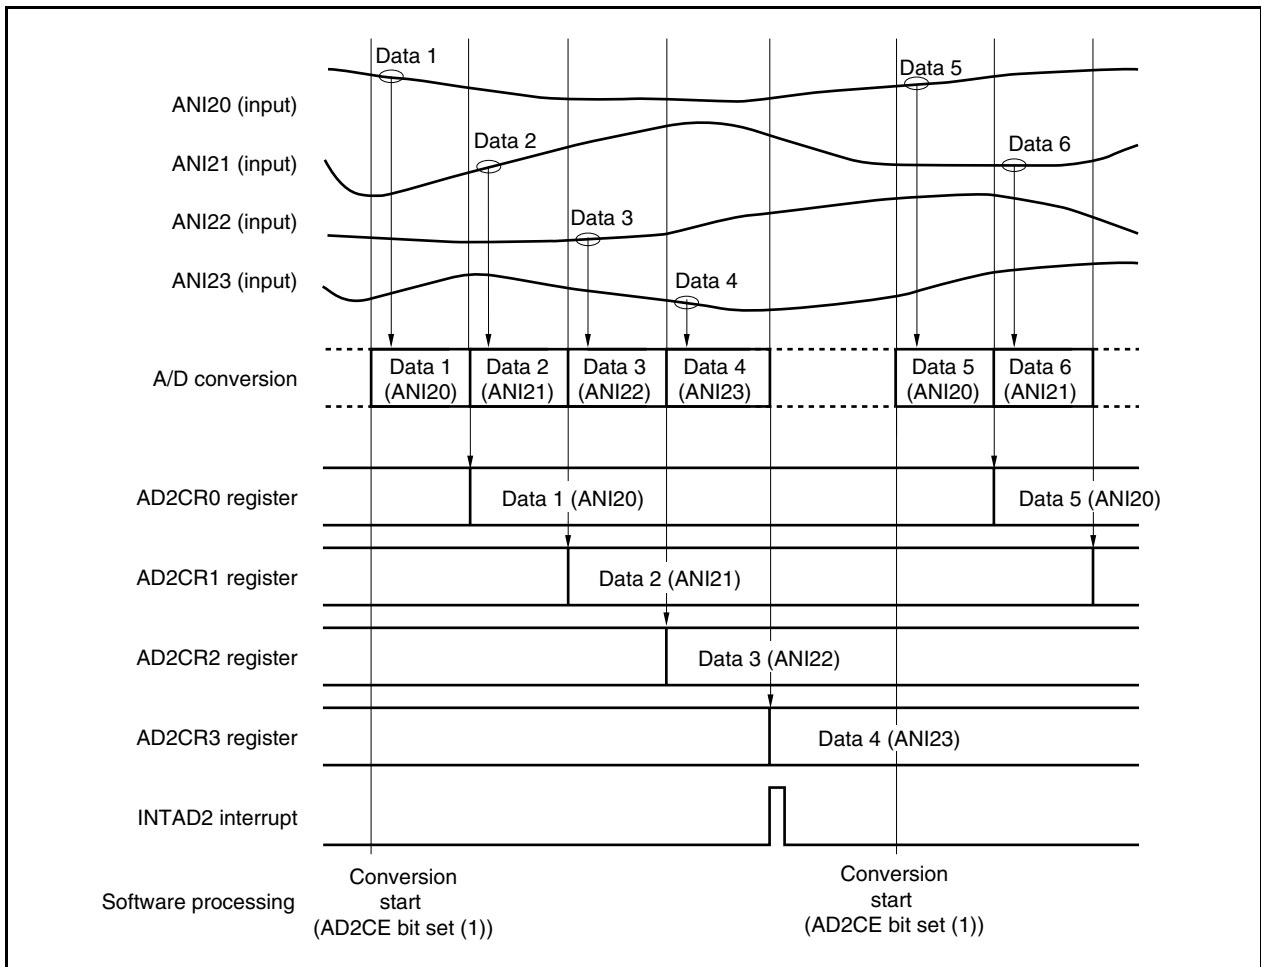 Data 1
Data 5
ANI20 (input)
Data 2
Data 6
ANI21 (input)
Data 3
ANI22 (input)
Data 4
ANI23 (input)
A/D conversion
Data 1
(ANI20)
Data 2
(ANI21)
Data 3
(ANI22)
Data 4
(ANI23)
Data 5
(ANI20)
Data 6
(ANI21)
AD2CR0 register
Data 1 (ANI20)
Data 5 (ANI20)
AD2CR1 register
Data 2 (ANI21)
AD2CR2 register
Data 3 (ANI22)
AD2CR3 register
Data 4 (ANI23)
INTAD2 interrupt
Software processing
Conversion
start
(AD2CE bit set (1))
Conversion
start
(AD2CE bit set (1))